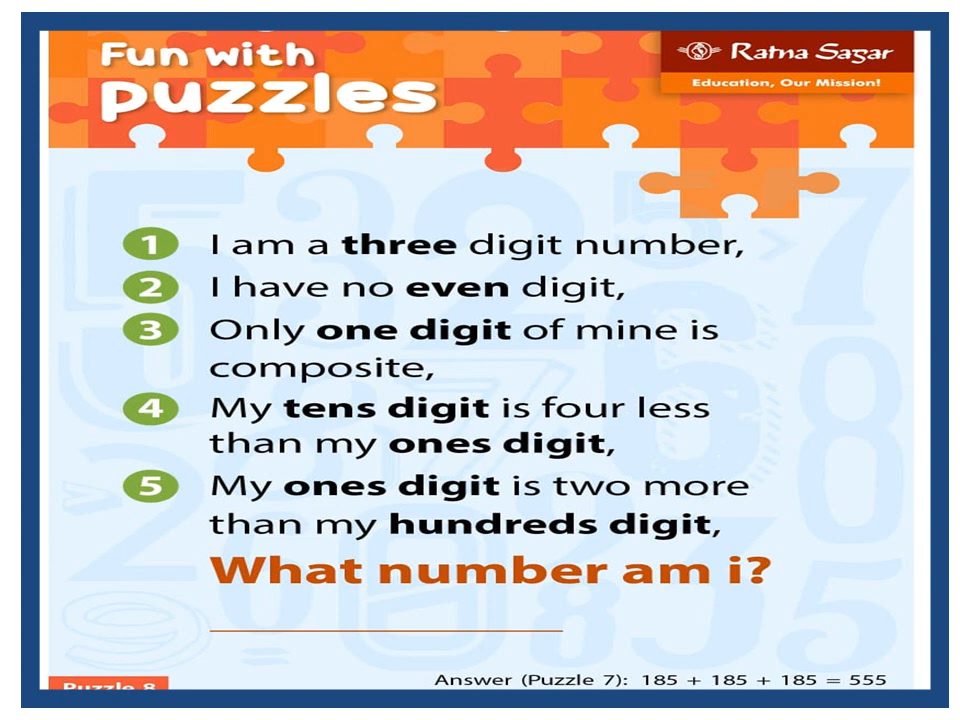 Fun with
puzzles
Ratna Sagar
Education, Our Mission!
1 I am a three digit number,
2 I have no even digit,
3 Only one digit of mine is
composite,
4 My tens digit is four less
than my ones digit,
5 My ones digit is two more
than my hundreds digit,
What number am i?
Answer (Puzzle 7): 185 + 185 + 185 = 555
Puzzle 8